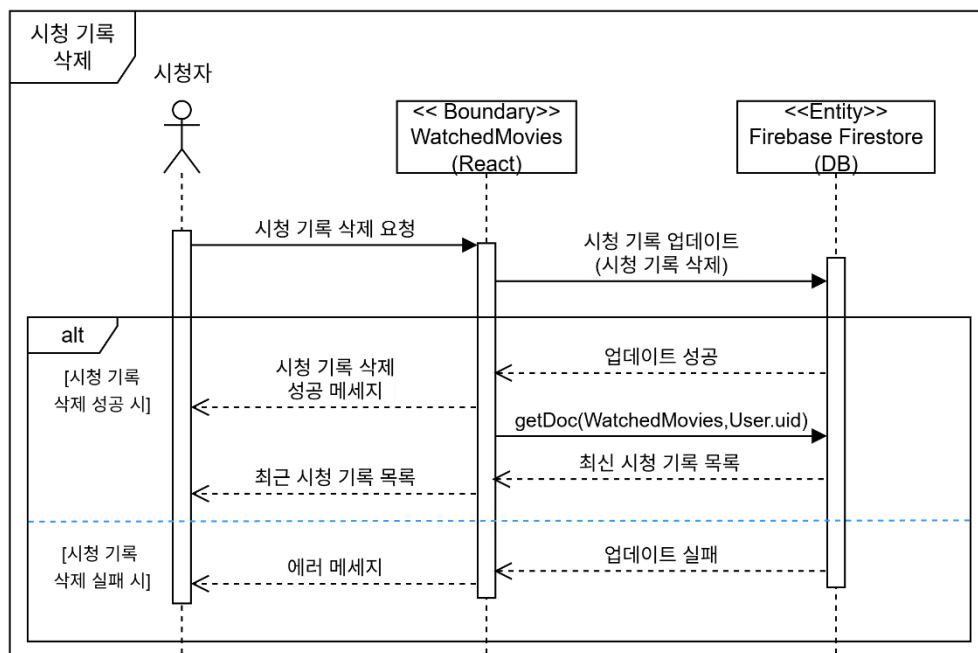 시청 기록
삭제
시청자
<< Boundary>>
WatchedMovies
(React)
<<Entity>>
Firebase Firestore
(DB)
시청 기록 삭제 요청
시청 기록 업데이트
(시청 기록 삭제)
alt
[시청 기록
삭제 성공 시]
업데이트 성공
시청 기록 삭제
성공 메세지
getDoc(WatchedMovies,User.uid)
최신 시청 기록 목록
최근 시청 기록 목록
[시청 기록
삭제 실패 시]
업데이트 실패
에러 메세지